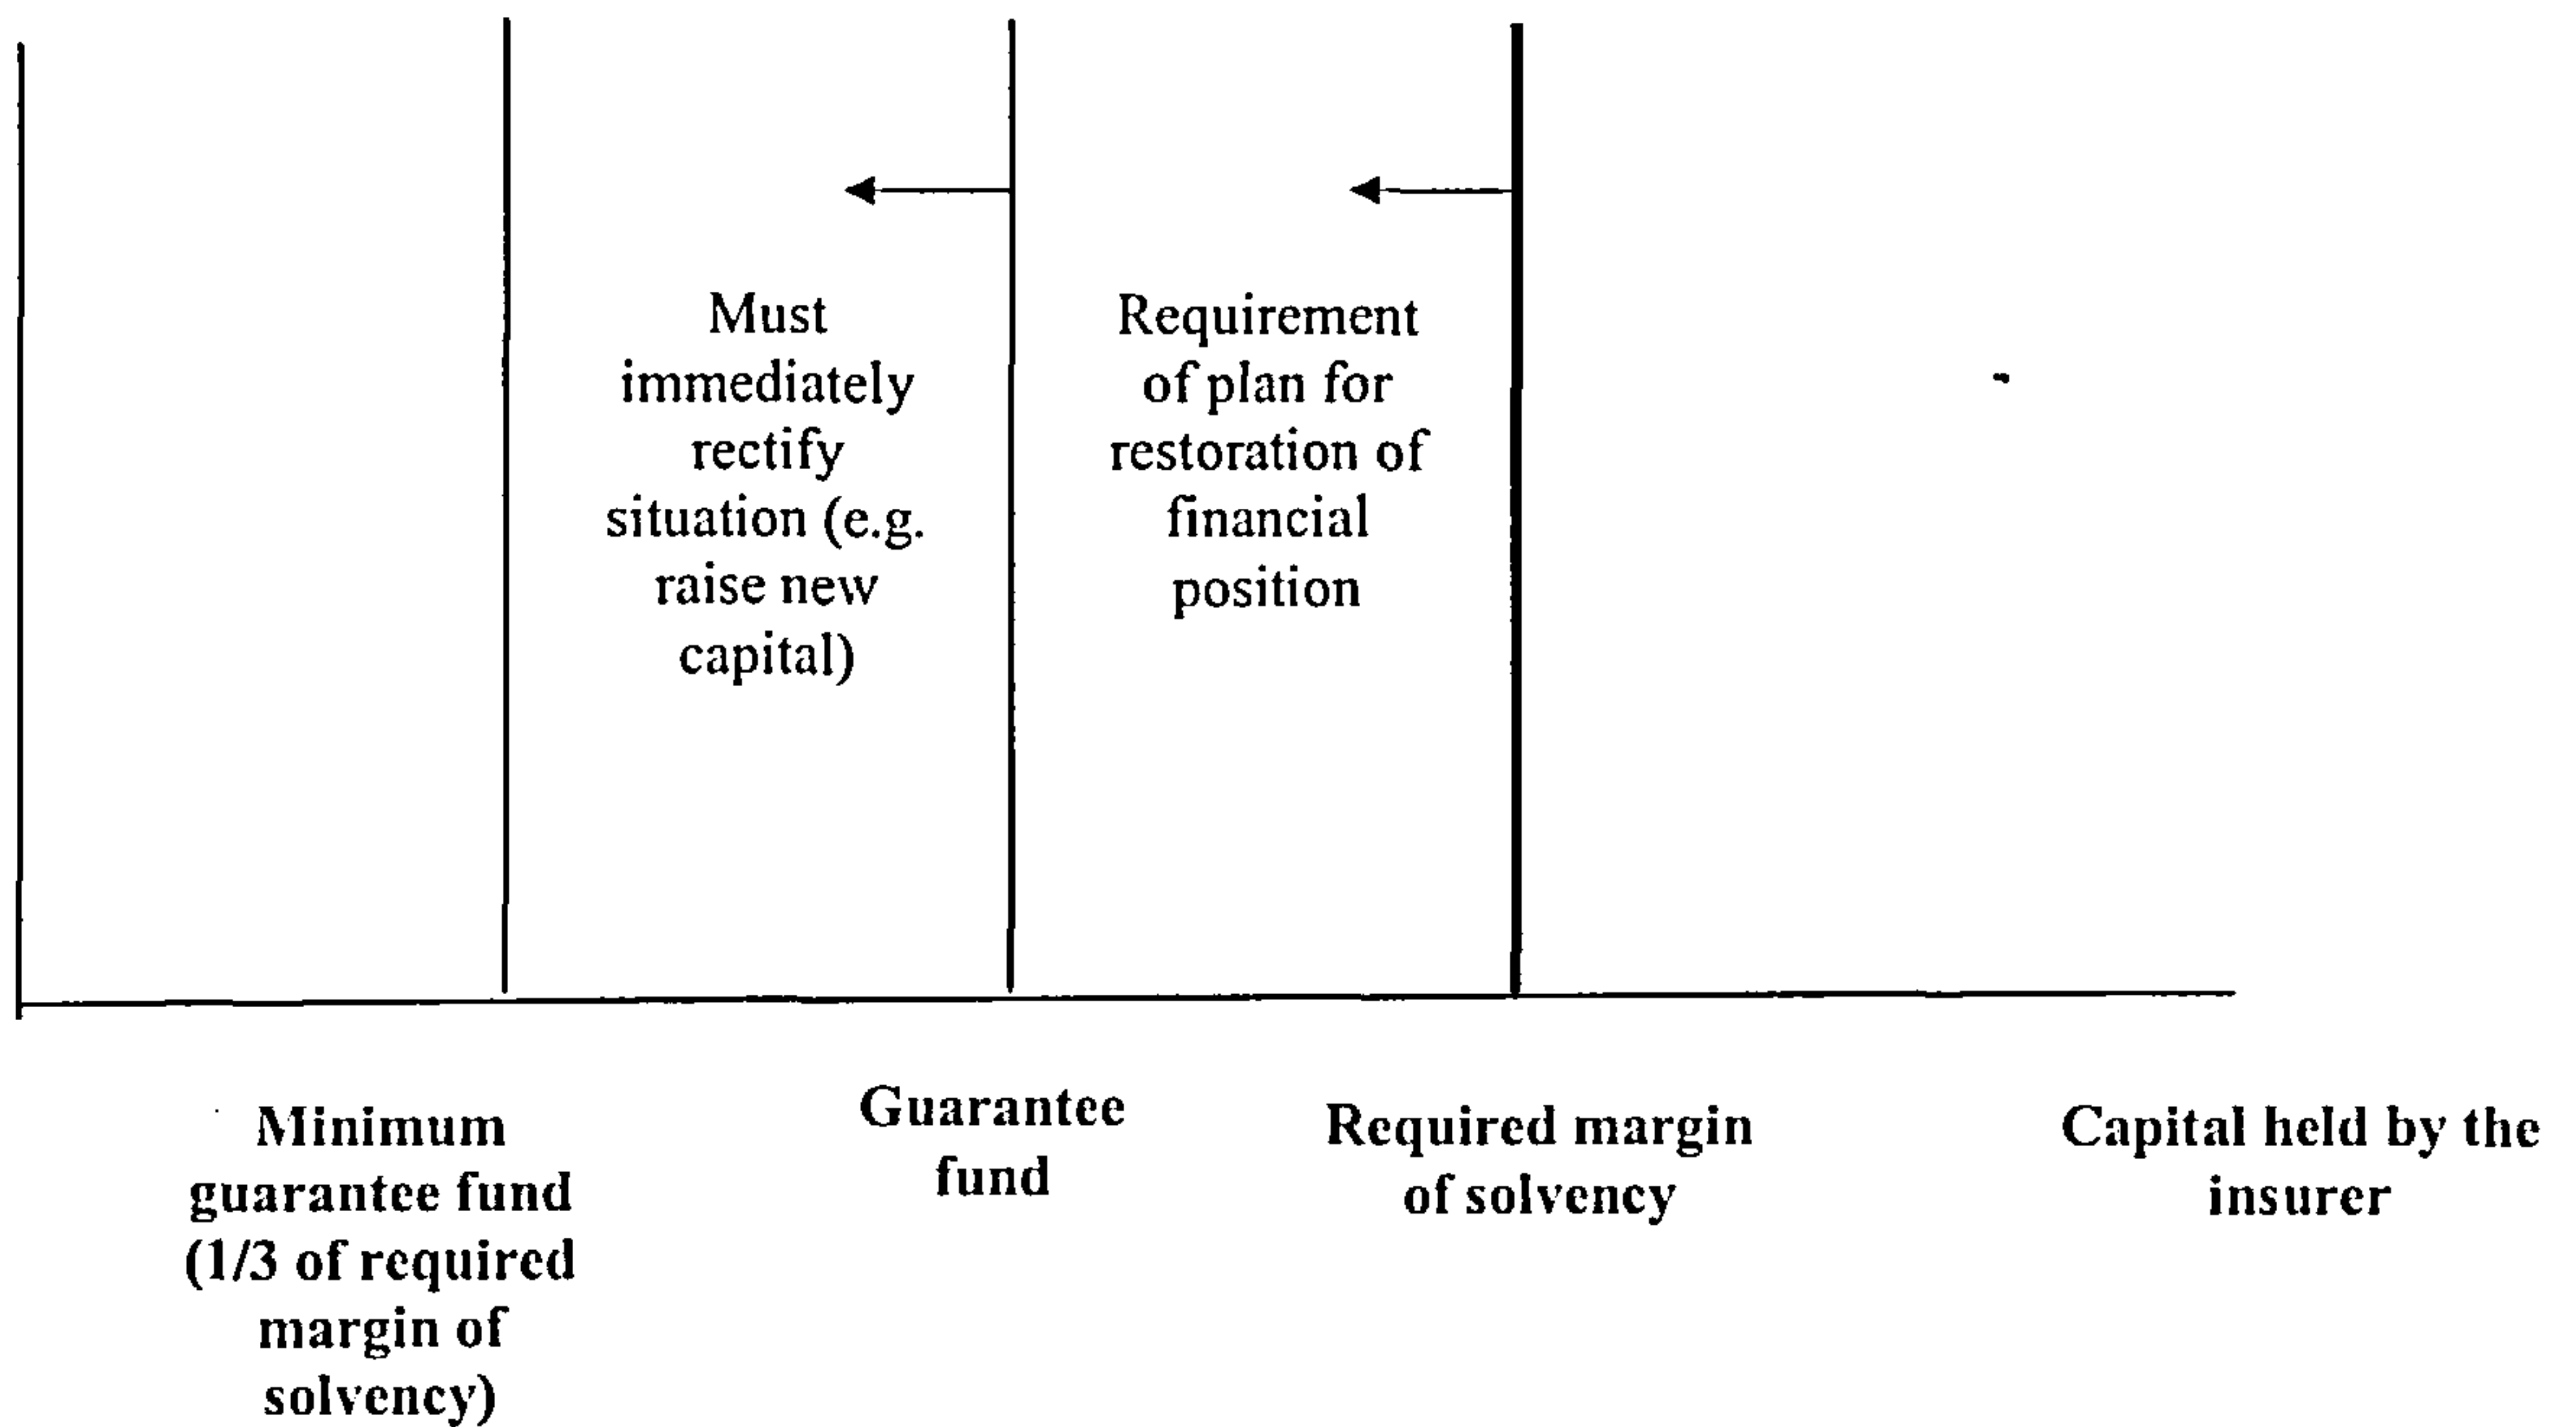 Must
immediately
rectify
situation (e.g.
raise new
capital)
Requirement
of plan for
restoration of
financial
position
Minimum
guarantee fund
(1/3 of required
margin of
solvency)
Guarantee
fund
Required margin
of solvency
Capital held by the
insurer